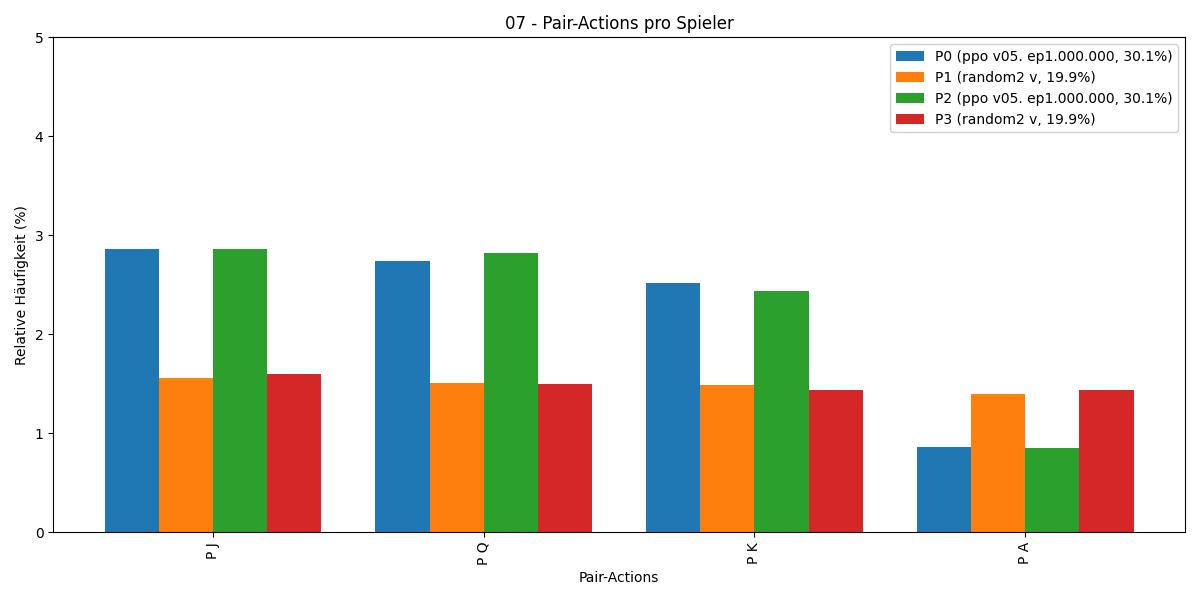 07 - Pair-Actions pro Spieler
P0 (ppo v05. ep1.000.000, 30.1%)
P1 (random2 v, 19.9%)
P2 (ppo v05. ep1.000.000, 30.1%)
P3 (random2 v, 19.9%)
Relative Häufigkeit (%)
5
4
3
2
1
0
P J
P Q
P K
P A
Pair-Actions